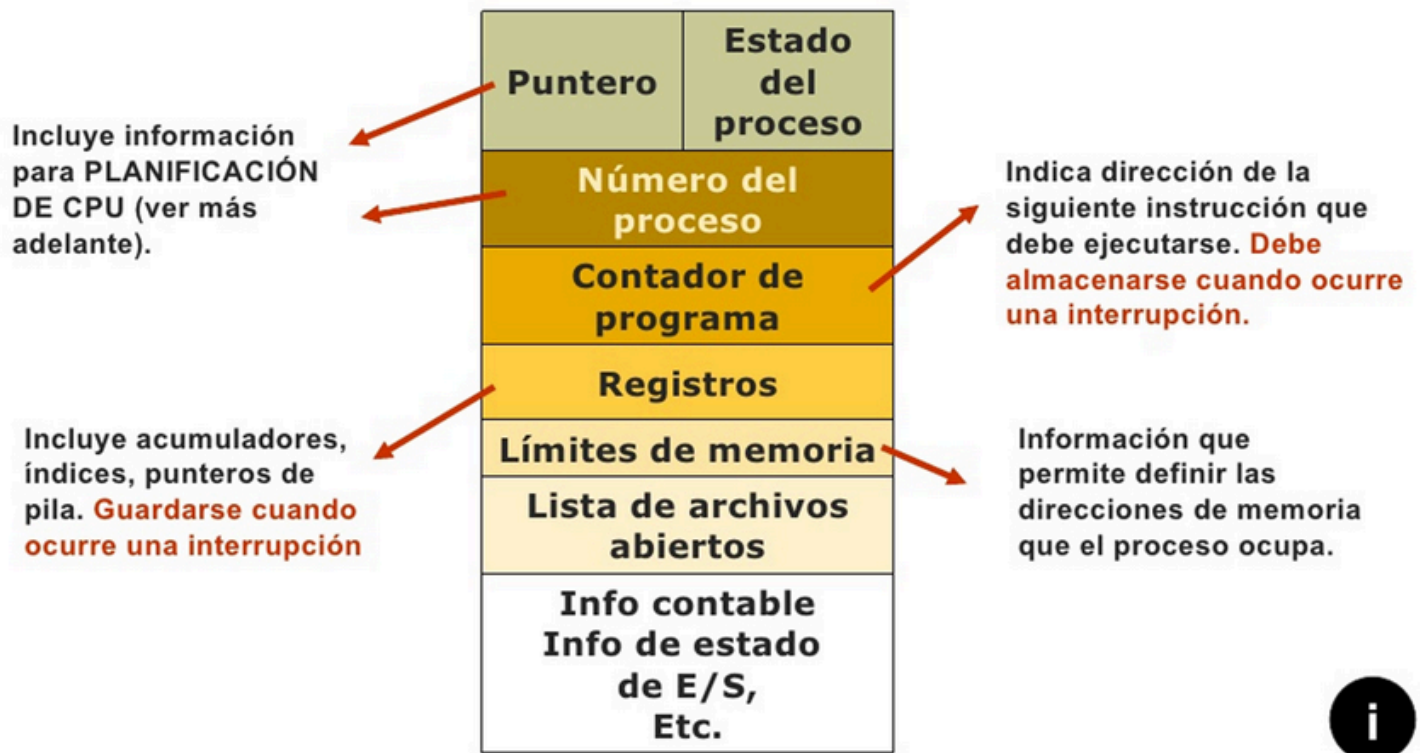 Puntero
Estado
del
proceso
Incluye información
para PLANIFICACIÓN
DE CPU (ver más
adelante).
Número del
proceso
Indica dirección de la
siguiente instrucción que
debe ejecutarse. Debe
almacenarse cuando ocurre
una interrupción.
Contador de
programa
Registros
Incluye acumuladores,
índices, punteros de
pila. Guardarse cuando
ocurre una interrupción
Límites de memoria
Información que
permite definir las
direcciones de memoria
que el proceso ocupa.
Lista de archivos
abiertos
Info contable
Info de estado
de E/S,
Etc.
i